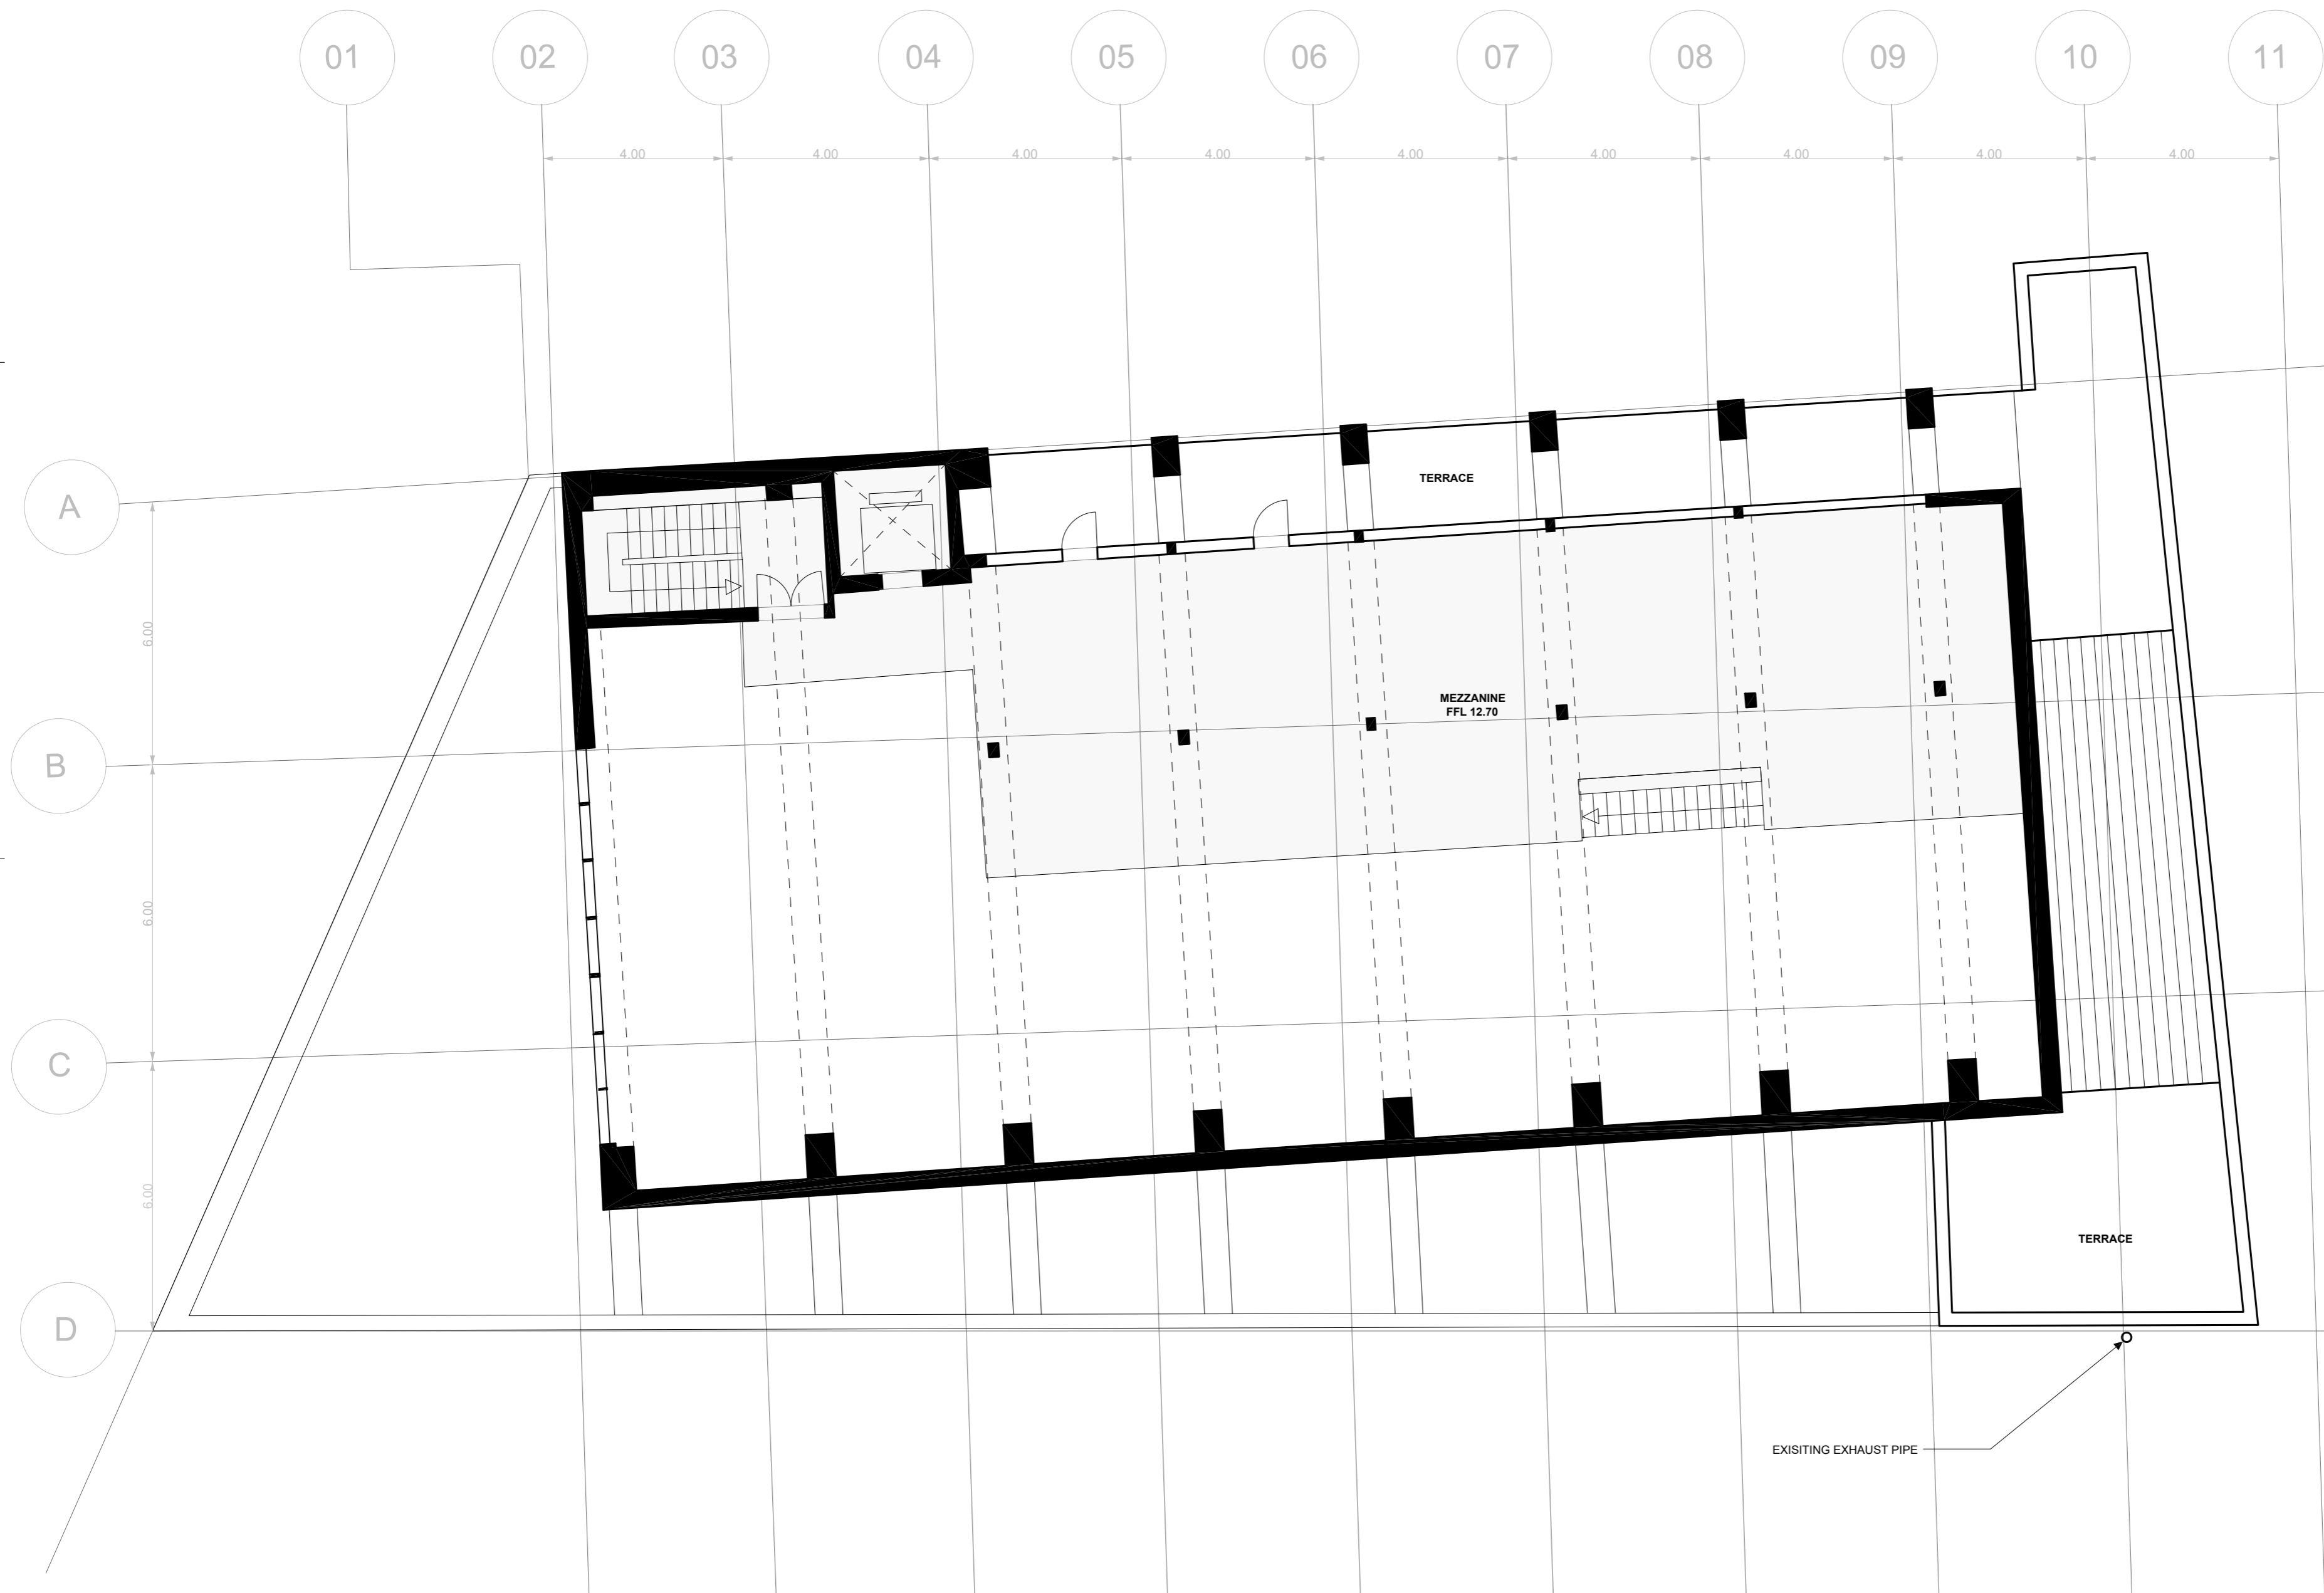 01 02 03 04 05 06 07 08 09 10 11
4.00 4.00 4.00 4.00 4.00 4.00 4.00 4.00 4.00
TERRACE
A
6.00
MEZZANINE
FFL 12.70
B
6.00
C
6.00
TERRACE
D
EXISITING EXHAUST PIPE